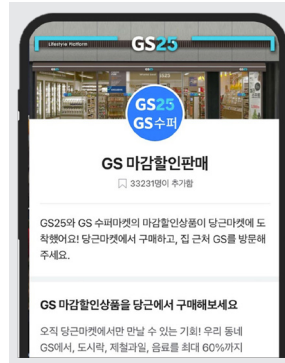 Lifestyle Platform
GS25
GS25
GS수퍼
GS 마감할인판매
33231명이 추가함
GS25와 GS 수퍼마켓의 마감할인상품이 당근마켓에 도
착했어요! 당근마켓에서 구매하고, 집 근처 GS를 방문해
주세요.
GS 마감할인상품을 당근에서 구매해보세요
오직 당근마켓에서만 만날 수 있는 기회! 우리 동네
GS에서, 도시락, 제철과일, 음료를 최대 60%까지